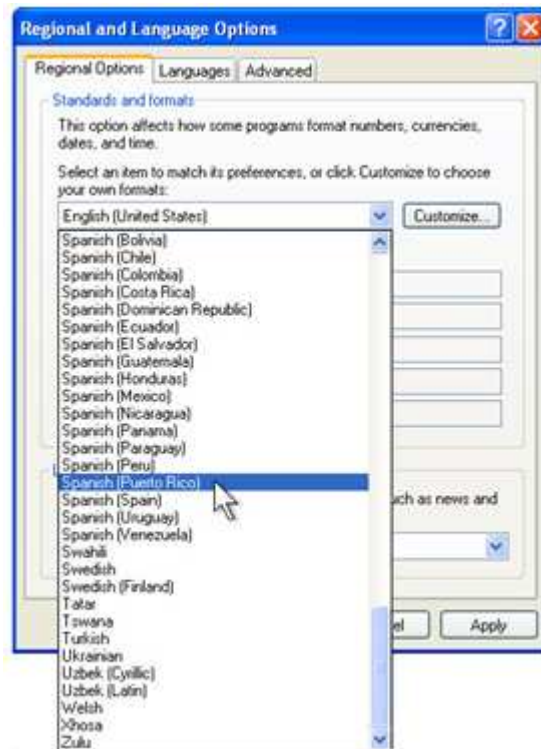 Regional and Language Options
Regional Options Languages Advanced
Standards and formats
This option affects how some programs format numbers, currencies,
dates, and time.
Select an item to match its preferences, or click Customize to choose
your own formats:
English (United States) Customize...
Spanish (Bolivia)
Spanish (Chile)
Spanish (Colombia)
Spanish (Costa Rica)
Spanish (Dominican Republic)
Spanish (Ecuador)
Spanish (El Salvador)
Spanish (Guatemala)
Spanish (Honduras)
Spanish (Mexico)
Spanish (Nicaragua)
Spanish (Panama)
Spanish (Paraguay)
Spanish (Peru)
Spanish (Puerto Rico)
Spanish (Spain) such as news and
Spanish (Uruguay)
Spanish (Venezuela)
Swahili
Swedish
Swedish (Finland)
Tatar
Tswana Apply
Turkish
Ukrainian
Uzbek (Cyrillic)
Uzbek (Latin)
Welsh
Xhosa
Zulu